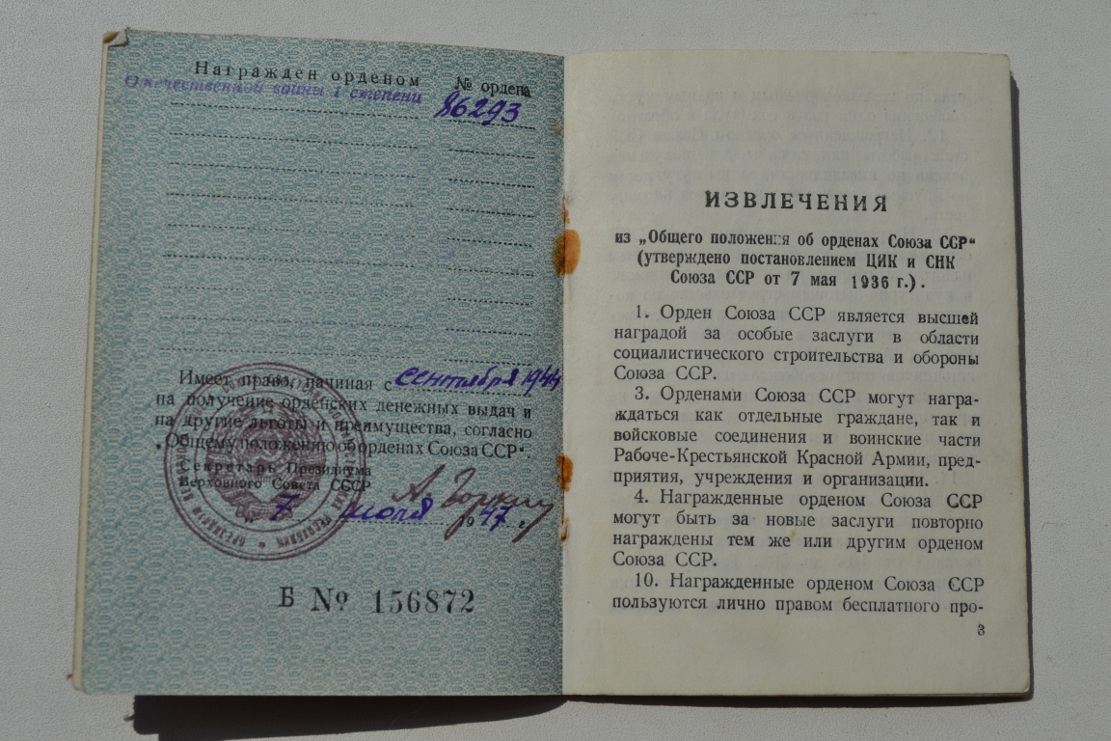 Награжден орденом № ордена
Отечественной войны I степени 86293
Имеет право, начиная с сентября 1944
на получение орденских денежных выдач и
на другие льготы и преимущества, согласно
„Общему положению об орденах Союза ССР“.
Секретарь Президиума
Верховного Совета СССР
А. Горкин
„ 7 июля 1947 г.
Б № 156872
ИЗВЛЕЧЕНИЯ
из „Общего положения об орденах Союза ССР“
(утверждено постановлением ЦИК и СНК
Союза ССР от 7 мая 1936 г.).
1. Орден Союза ССР является высшей
наградой за особые заслуги в области
социалистического строительства и обороны
Союза ССР.
3. Орденами Союза ССР могут награ-
ждаться как отдельные граждане, так и
войсковые соединения и воинские части
Рабоче-Крестьянской Красной Армии, пред-
приятия, учреждения и организации.
4. Награжденные орденом Союза ССР
могут быть за новые заслуги повторно
награждены тем же или другим орденом
Союза ССР.
10. Награжденные орденом Союза ССР
пользуются лично правом бесплатного про-
3